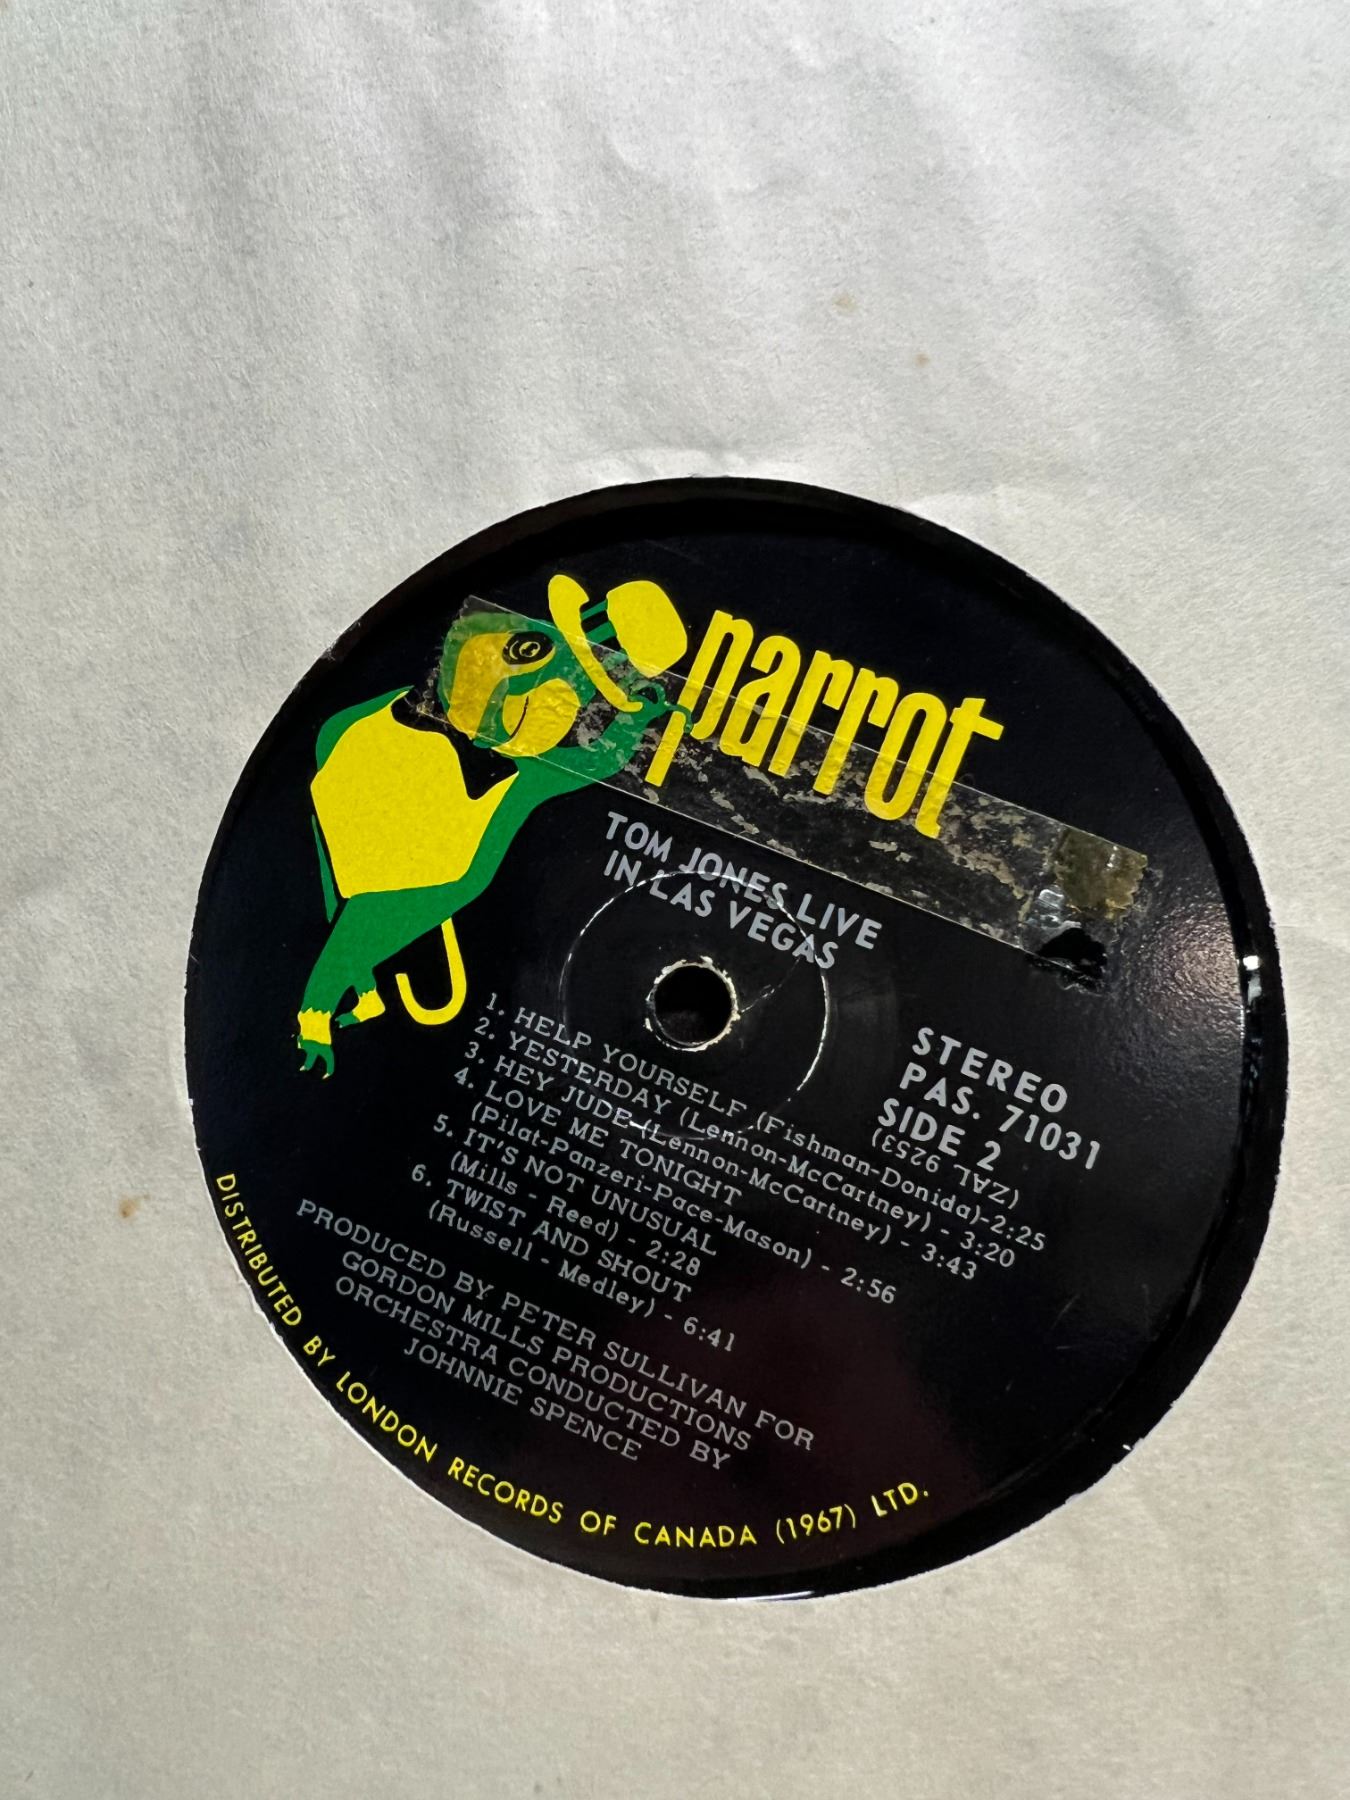 parrot
TOM JONES LIVE
IN LAS VEGAS
STEREO
PAS. 71031
SIDE 2
(ZAL 9253)
1. HELP YOURSELF (Fishman-Donida)-2:25
2. YESTERDAY (Lennon-McCartney) - 3:20
3. HEY JUDE (Lennon-McCartney) - 3:43
4. LOVE ME TONIGHT
(Pilat-Panzeri-Pace-Mason) - 2:56
5. IT'S NOT UNUSUAL
(Mills - Reed) - 2:28
6. TWIST AND SHOUT
(Russell - Medley) - 6:41
PRODUCED BY PETER SULLIVAN FOR
GORDON MILLS PRODUCTIONS
ORCHESTRA CONDUCTED BY
JOHNNIE SPENCE
DISTRIBUTED BY LONDON RECORDS OF CANADA (1967) LTD.